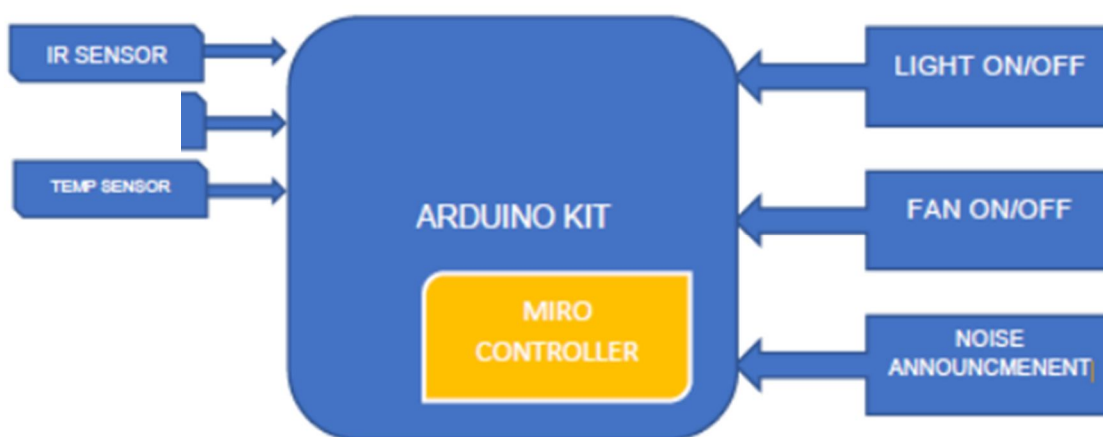 IR SENSOR
TEMP SENSOR
ARDUINO KIT
MIRO
CONTROLLER
LIGHT ON/OFF
FAN ON/OFF
NOISE
ANNOUNCMENENT